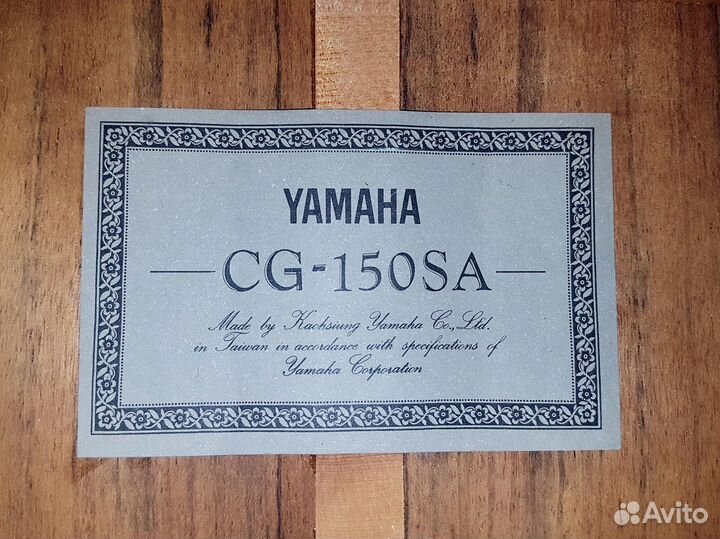 YAMAHA
CG-150SA
Made by Kaohsiung Yamaha Co., Ltd.
in Taiwan in accordance with specifications of
Yamaha Corporation
Avito